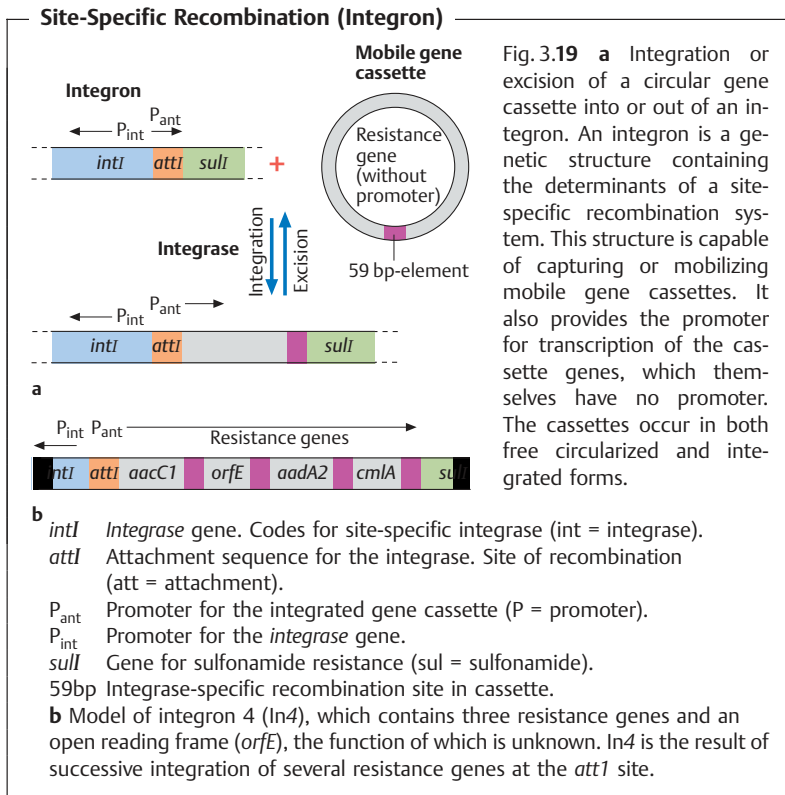 Site-Specific Recombination (Integron)
Mobile gene
cassette
Integron
P_ant
P_int
intI attI sulI +
Resistance
gene
(without
promoter)
59 bp-element
Integrase
Integration
Excision
P_ant
P_int
intI attI sulI
a
P_int P_ant
Resistance genes
intI attI aacC1 orfE aadA2 cmlA sulI
b
Fig. 3.19 a Integration or
excision of a circular gene
cassette into or out of an in-
tegron. An integron is a ge-
netic structure containing
the determinants of a site-
specific recombination sys-
tem. This structure is capable
of capturing or mobilizing
mobile gene cassettes. It
also provides the promoter
for transcription of the cas-
sette genes, which them-
selves have no promoter.
The cassettes occur in both
free circularized and inte-
grated forms.
intI Integrase gene. Codes for site-specific integrase (int = integrase).
attI Attachment sequence for the integrase. Site of recombination
(att = attachment).
P_ant Promoter for the integrated gene cassette (P = promoter).
P_int Promoter for the integrase gene.
sulI Gene for sulfonamide resistance (sul = sulfonamide).
59bp Integrase-specific recombination site in cassette.
b Model of integron 4 (In4), which contains three resistance genes and an
open reading frame (orfE), the function of which is unknown. In4 is the result of
successive integration of several resistance genes at the att1 site.